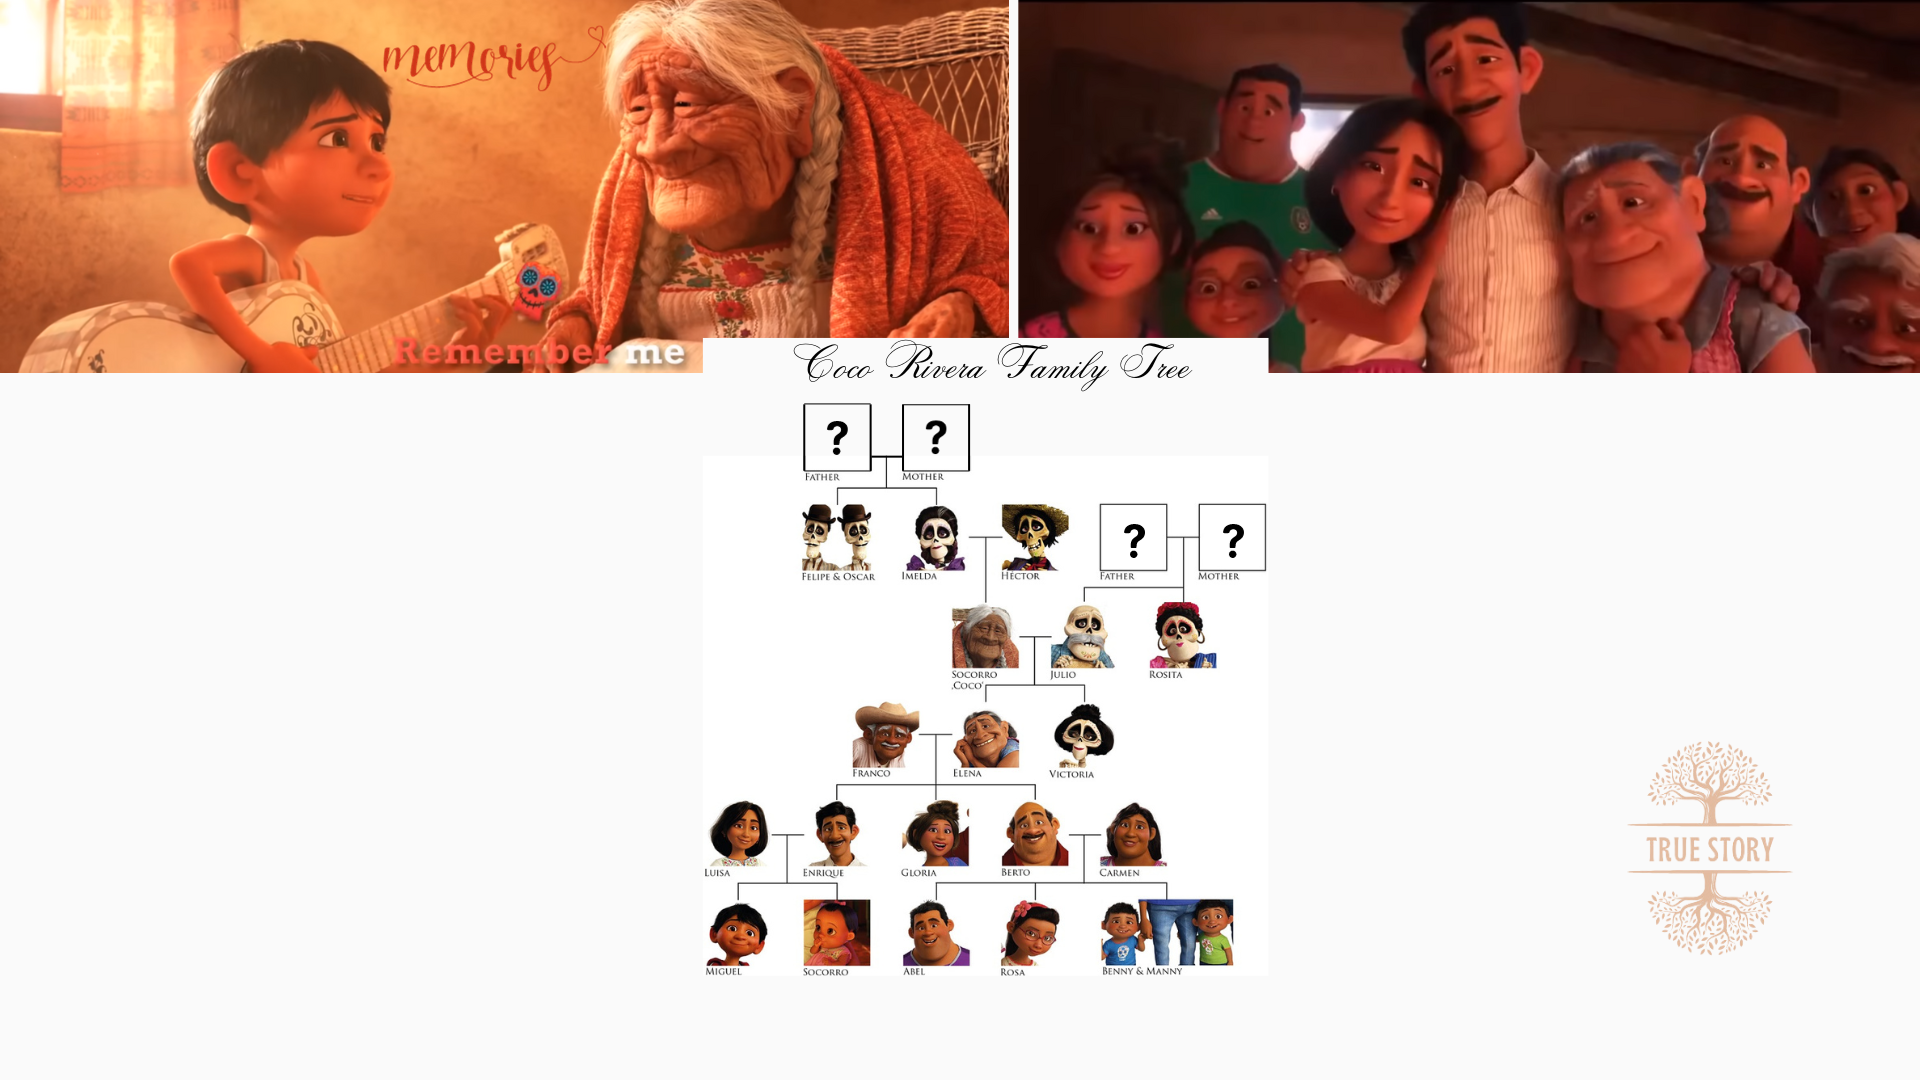 memories
Remember me
Coco Rivera Family Tree
?
?
Father
Mother
?
?
Felipe & Oscar
Imelda
Hector
Father
Mother
Socorro
‚Coco'
Julio
Rosita
Franco
Elena
Victoria
Luisa
Enrique
Gloria
Berto
Carmen
Miguel
Socorro
Abel
Rosa
Benny & Manny
TRUE STORY